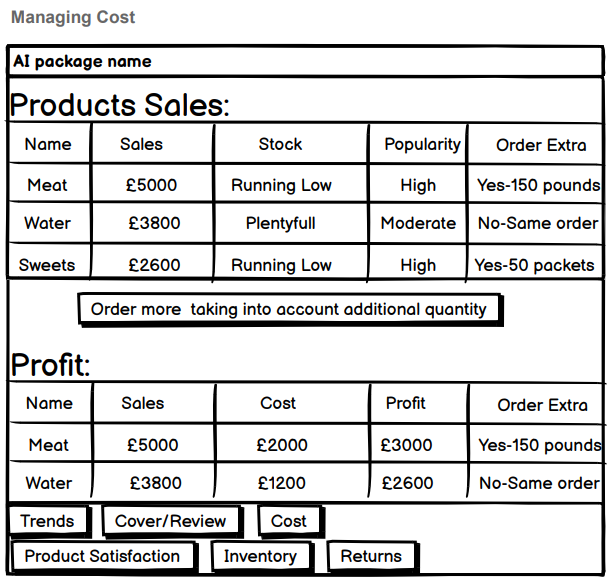 Managing Cost
AI package name
Products Sales:
Name Sales Stock Popularity Order Extra
Meat £5000 Running Low High Yes-150 pounds
Water £3800 Plentyfull Moderate No-Same order
Sweets £2600 Running Low High Yes-50 packets
Order more taking into account additional quantity
Profit:
Name Sales Cost Profit Order Extra
Meat £5000 £2000 £3000 Yes-150 pounds
Water £3800 £1200 £2600 No-Same order
Trends Cover/Review Cost
Product Satisfaction Inventory Returns